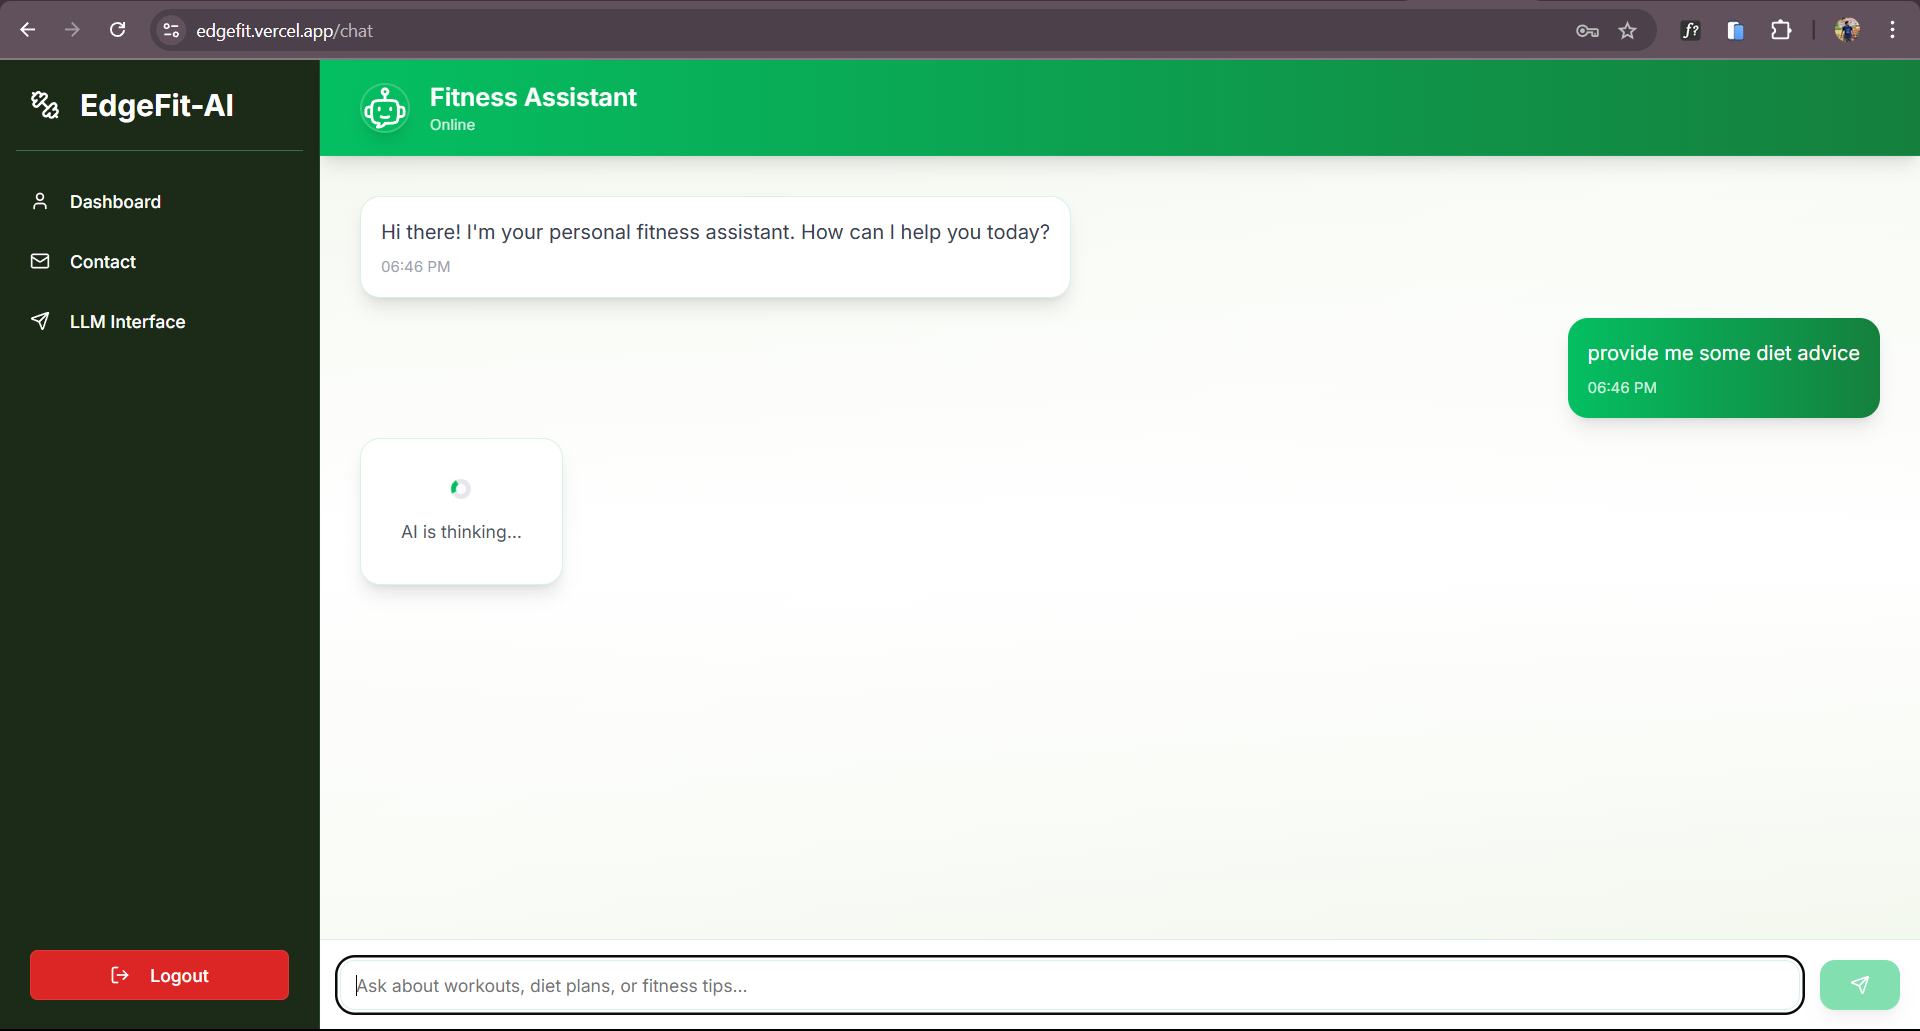 edgefit.vercel.app/chat
f?
EdgeFit-AI
Dashboard
Contact
LLM Interface
Logout
Fitness Assistant
Online
Hi there! I'm your personal fitness assistant. How can I help you today?
06:46 PM
provide me some diet advice
06:46 PM
AI is thinking...
Ask about workouts, diet plans, or fitness tips...